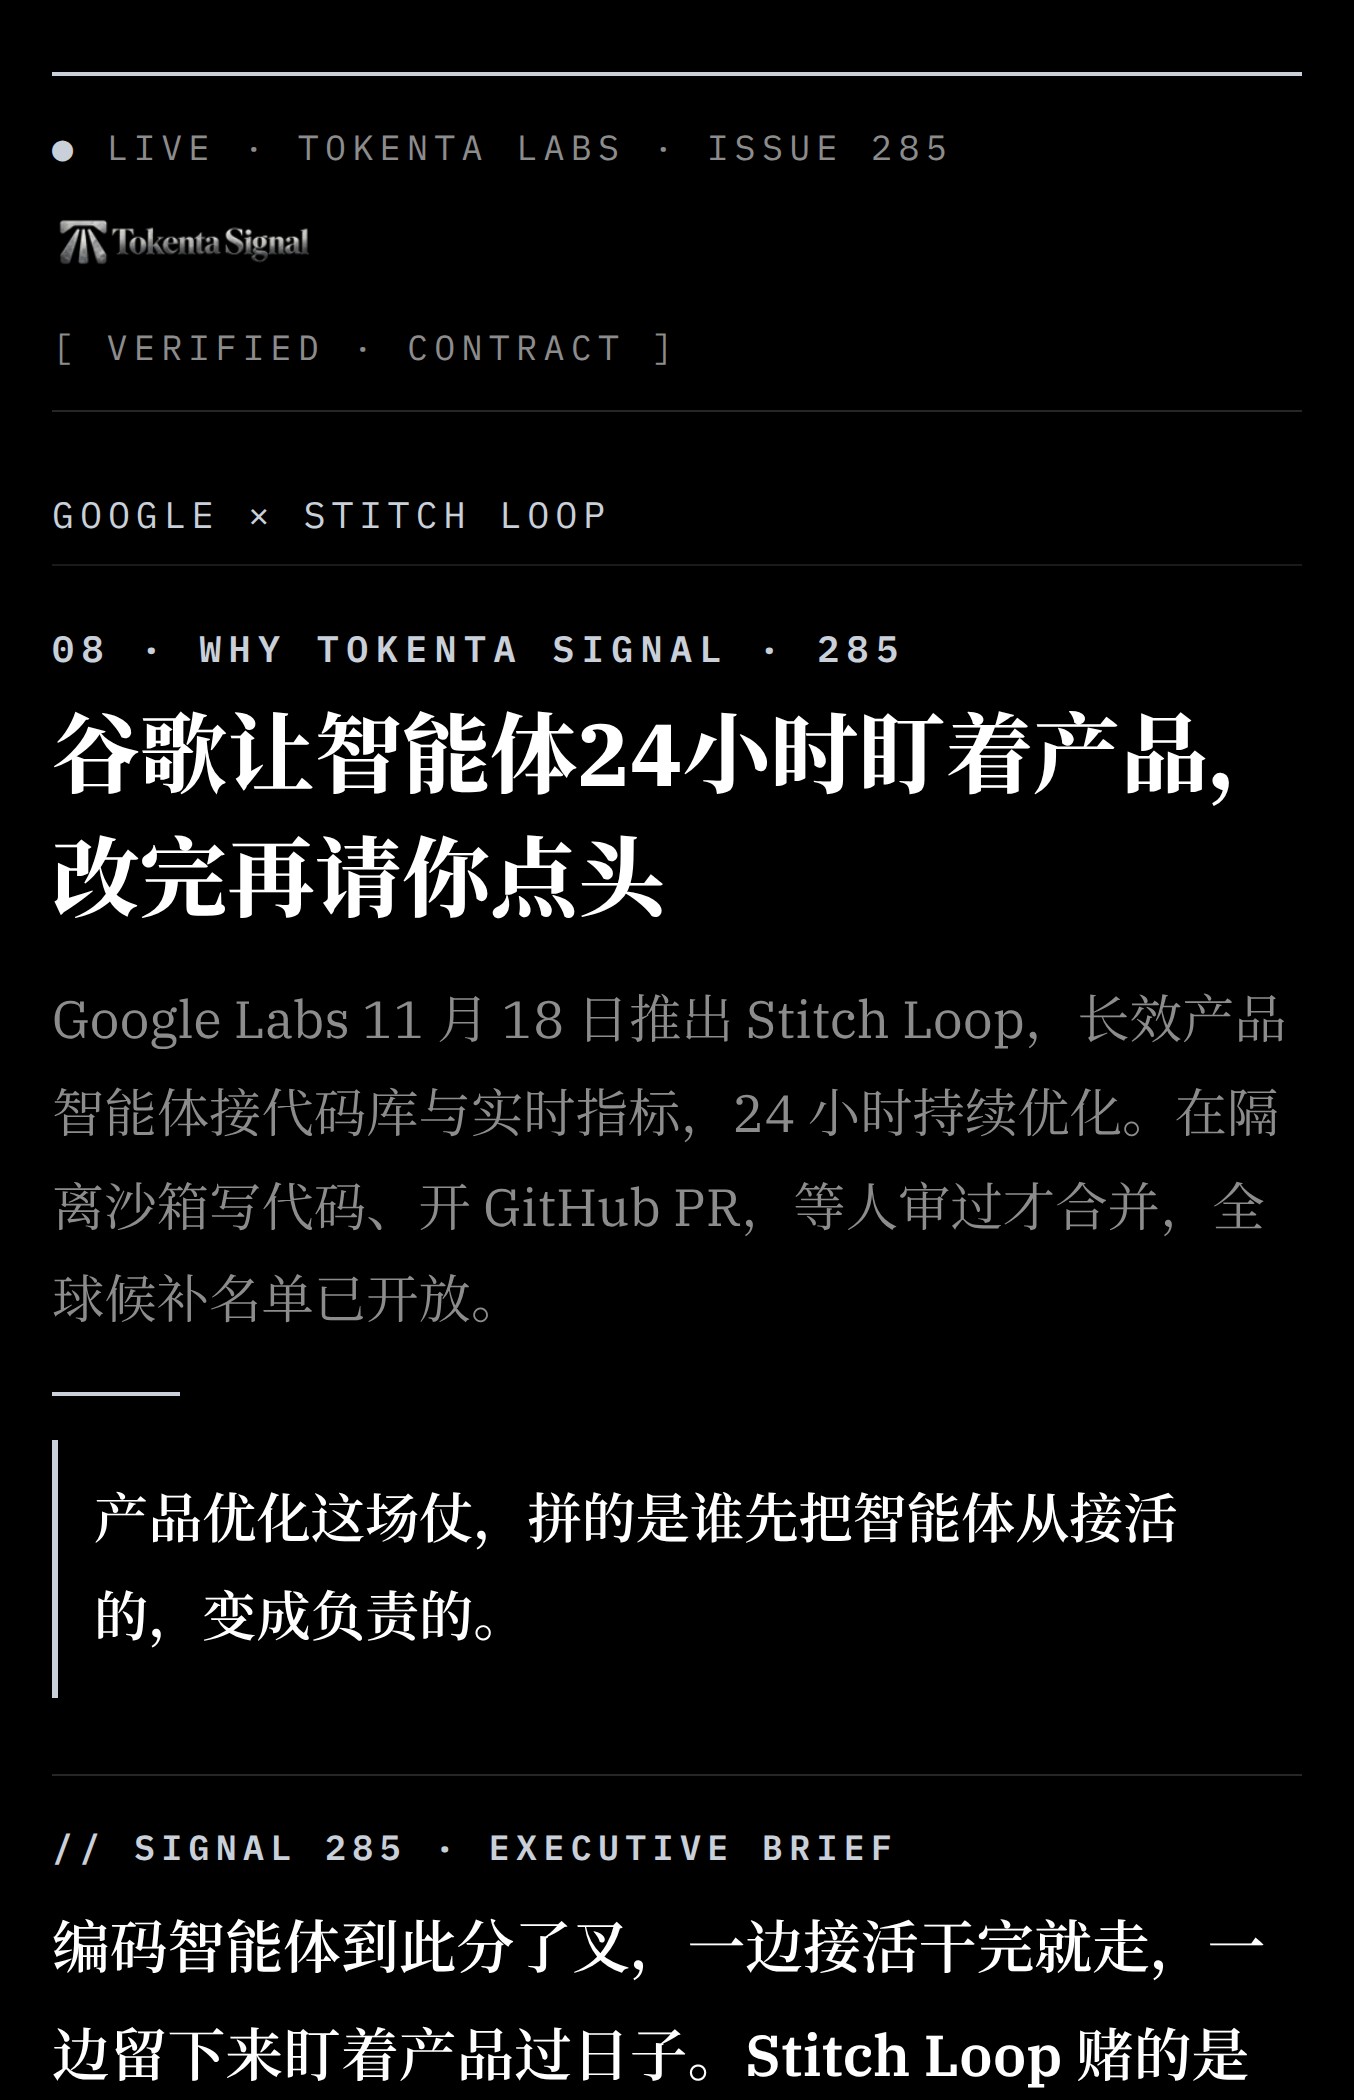 ● LIVE · TOKENTA LABS · ISSUE 285
Tokenta Signal
[ VERIFIED · CONTRACT ]
GOOGLE × STITCH LOOP
08 · WHY TOKENTA SIGNAL · 285
谷歌让智能体24小时盯着产品，
改完再请你点头
Google Labs 11 月 18 日推出 Stitch Loop，长效产品
智能体接代码库与实时指标，24 小时持续优化。在隔
离沙箱写代码、开 GitHub PR，等人审过才合并，全
球候补名单已开放。
产品优化这场仗，拼的是谁先把智能体从接活
的，变成负责的。
// SIGNAL 285 · EXECUTIVE BRIEF
编码智能体到此分了叉，一边接活干完就走，一
边留下来盯着产品过日子。Stitch Loop 赌的是